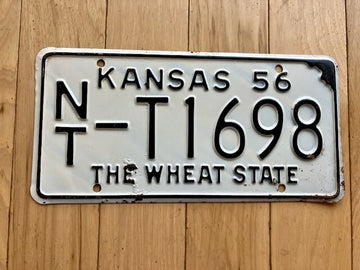 KANSAS 56
NT-T1698
THE WHEAT STATE